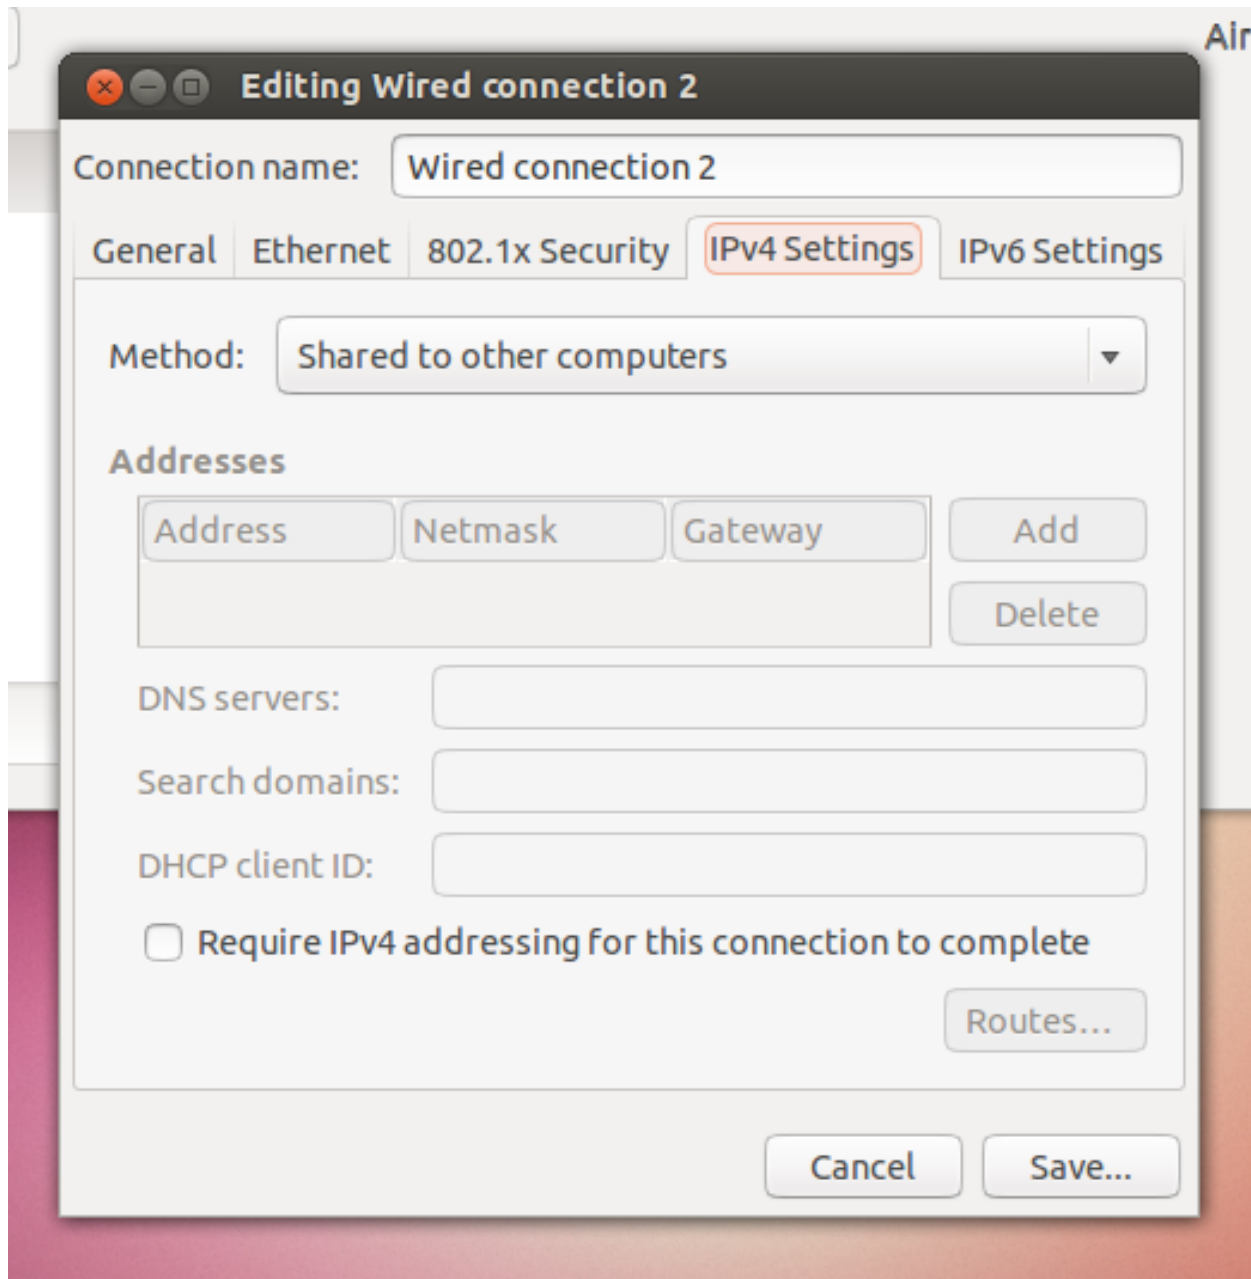 Air
Editing Wired connection 2
Connection name: Wired connection 2
General Ethernet 802.1x Security IPv4 Settings IPv6 Settings
Method: Shared to other computers
Addresses
Address Netmask Gateway Add
Delete
DNS servers:
Search domains:
DHCP client ID:
Require IPv4 addressing for this connection to complete
Routes...
Cancel Save...